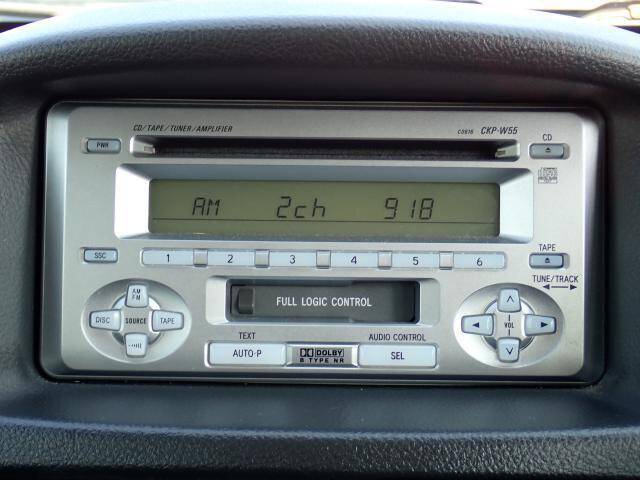 CD/TAPE/TUNER/AMPLIFIER
C9816 CKP-W55
PWR
CD
AM 2ch 918
SSC
1 2 3 4 5 6
TAPE
TUNE/TRACK
FULL LOGIC CONTROL
AM
FM
DISC SOURCE TAPE
VOL
TEXT
AUDIO CONTROL
AUTO·P
DOLBY
B TYPE NR
SEL